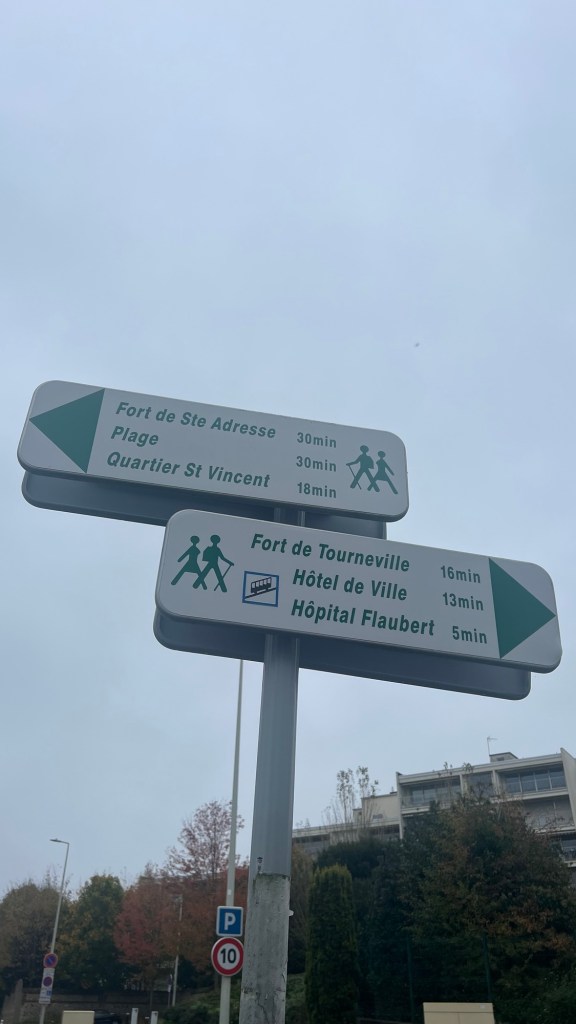 Fort de Ste Adresse 30min
Plage 30min
Quartier St Vincent 18min
Fort de Tourneville 16min
Hôtel de Ville 13min
Hôpital Flaubert 5min
P
10